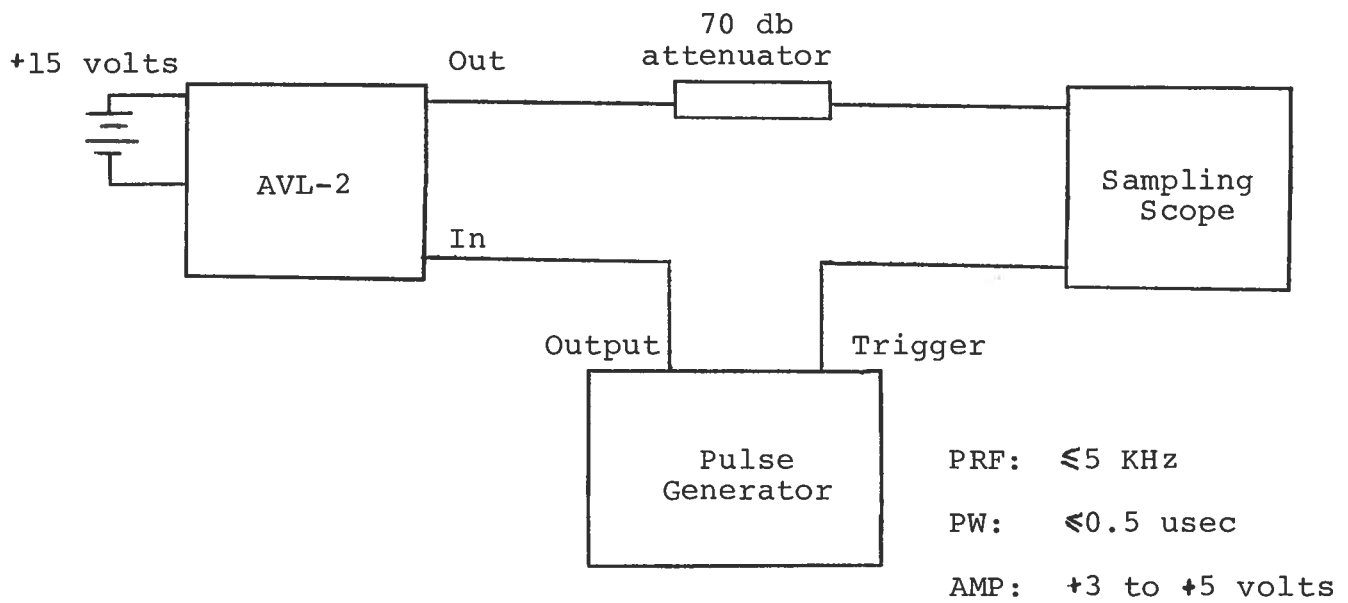 70 db
attenuator
+15 volts
Out
AVL-2
Sampling
Scope
In
Output
Trigger
Pulse
Generator
PRF: ≤5 KHz
PW: ≤0.5 usec
AMP: +3 to +5 volts